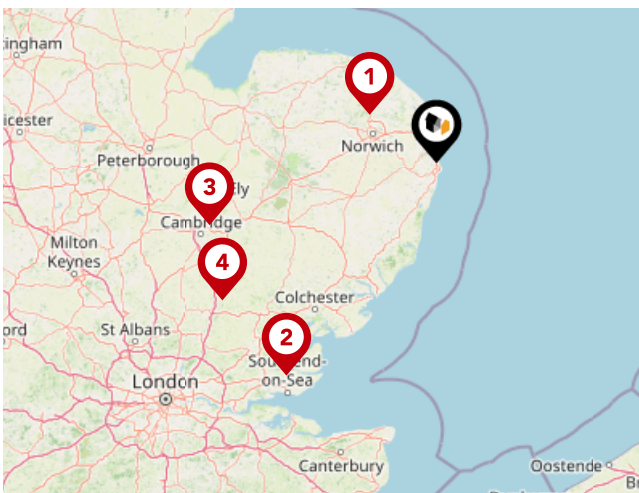 ingham
1
icester
Norwich
Peterborough
3
Ely
Cambridge
Milton
Keynes
4
Colchester
ord
St Albans
2
Southend-
on-Sea
London
Canterbury
Oostende
B